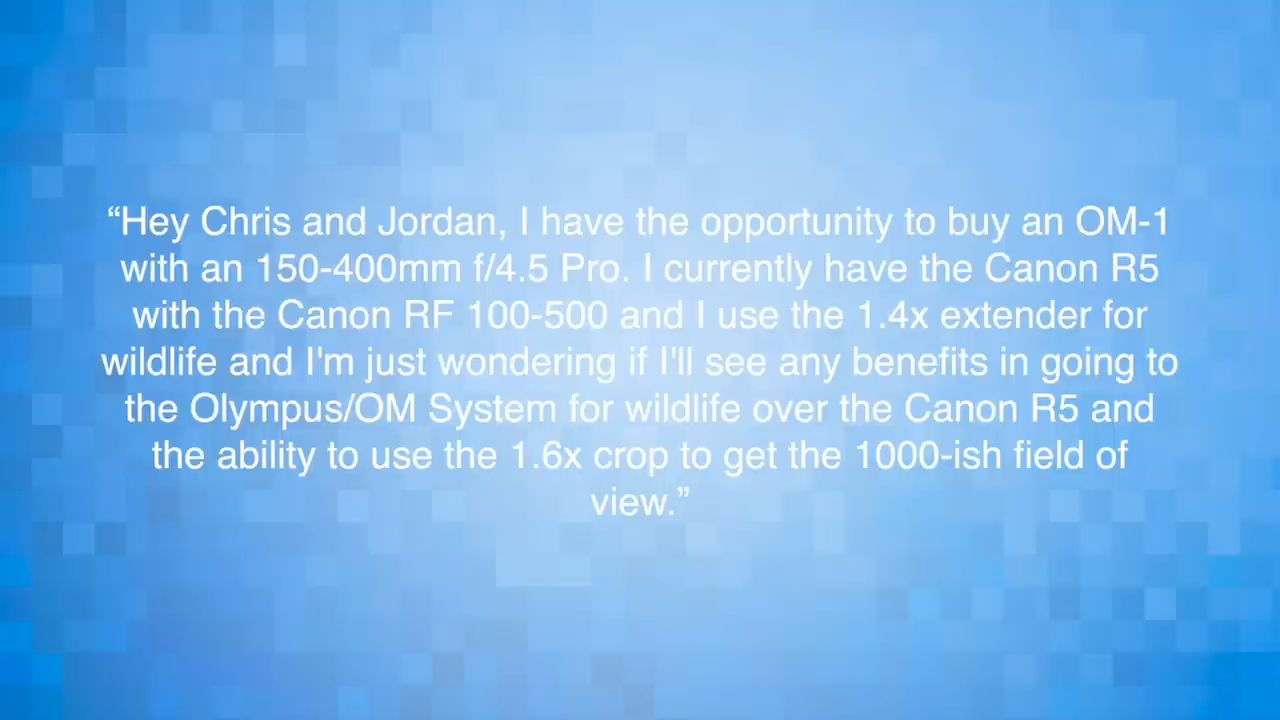 “Hey Chris and Jordan, I have the opportunity to buy an OM-1
with an 150-400mm f/4.5 Pro. I currently have the Canon R5
with the Canon RF 100-500 and I use the 1.4x extender for
wildlife and I'm just wondering if I'll see any benefits in going to
the Olympus/OM System for wildlife over the Canon R5 and
the ability to use the 1.6x crop to get the 1000-ish field of
view.”